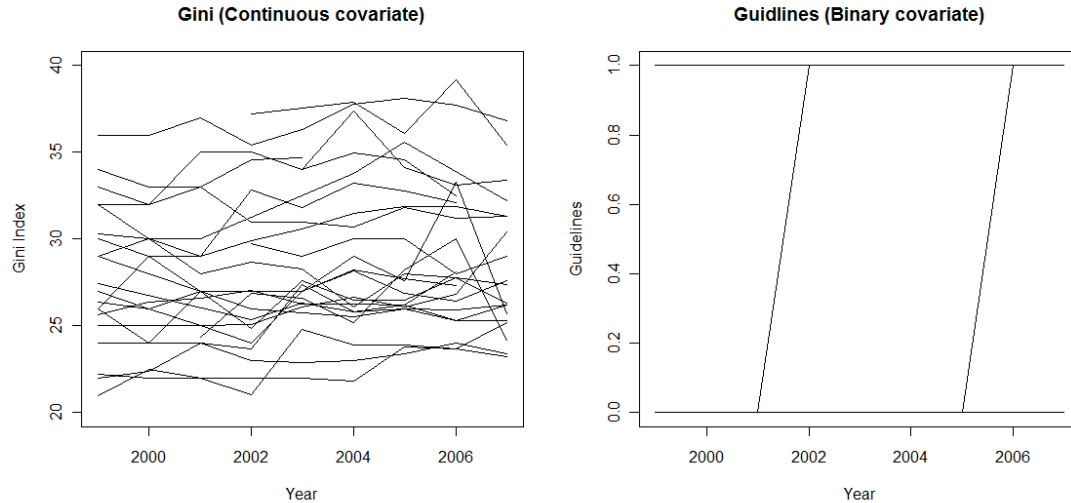 Gini (Continuous covariate)
40
35
30
25
20
Gini Index
2000 2002 2004 2006
Year
Guidlines (Binary covariate)
1.0
0.8
0.6
0.4
0.2
0.0
Guidelines
2000 2002 2004 2006
Year